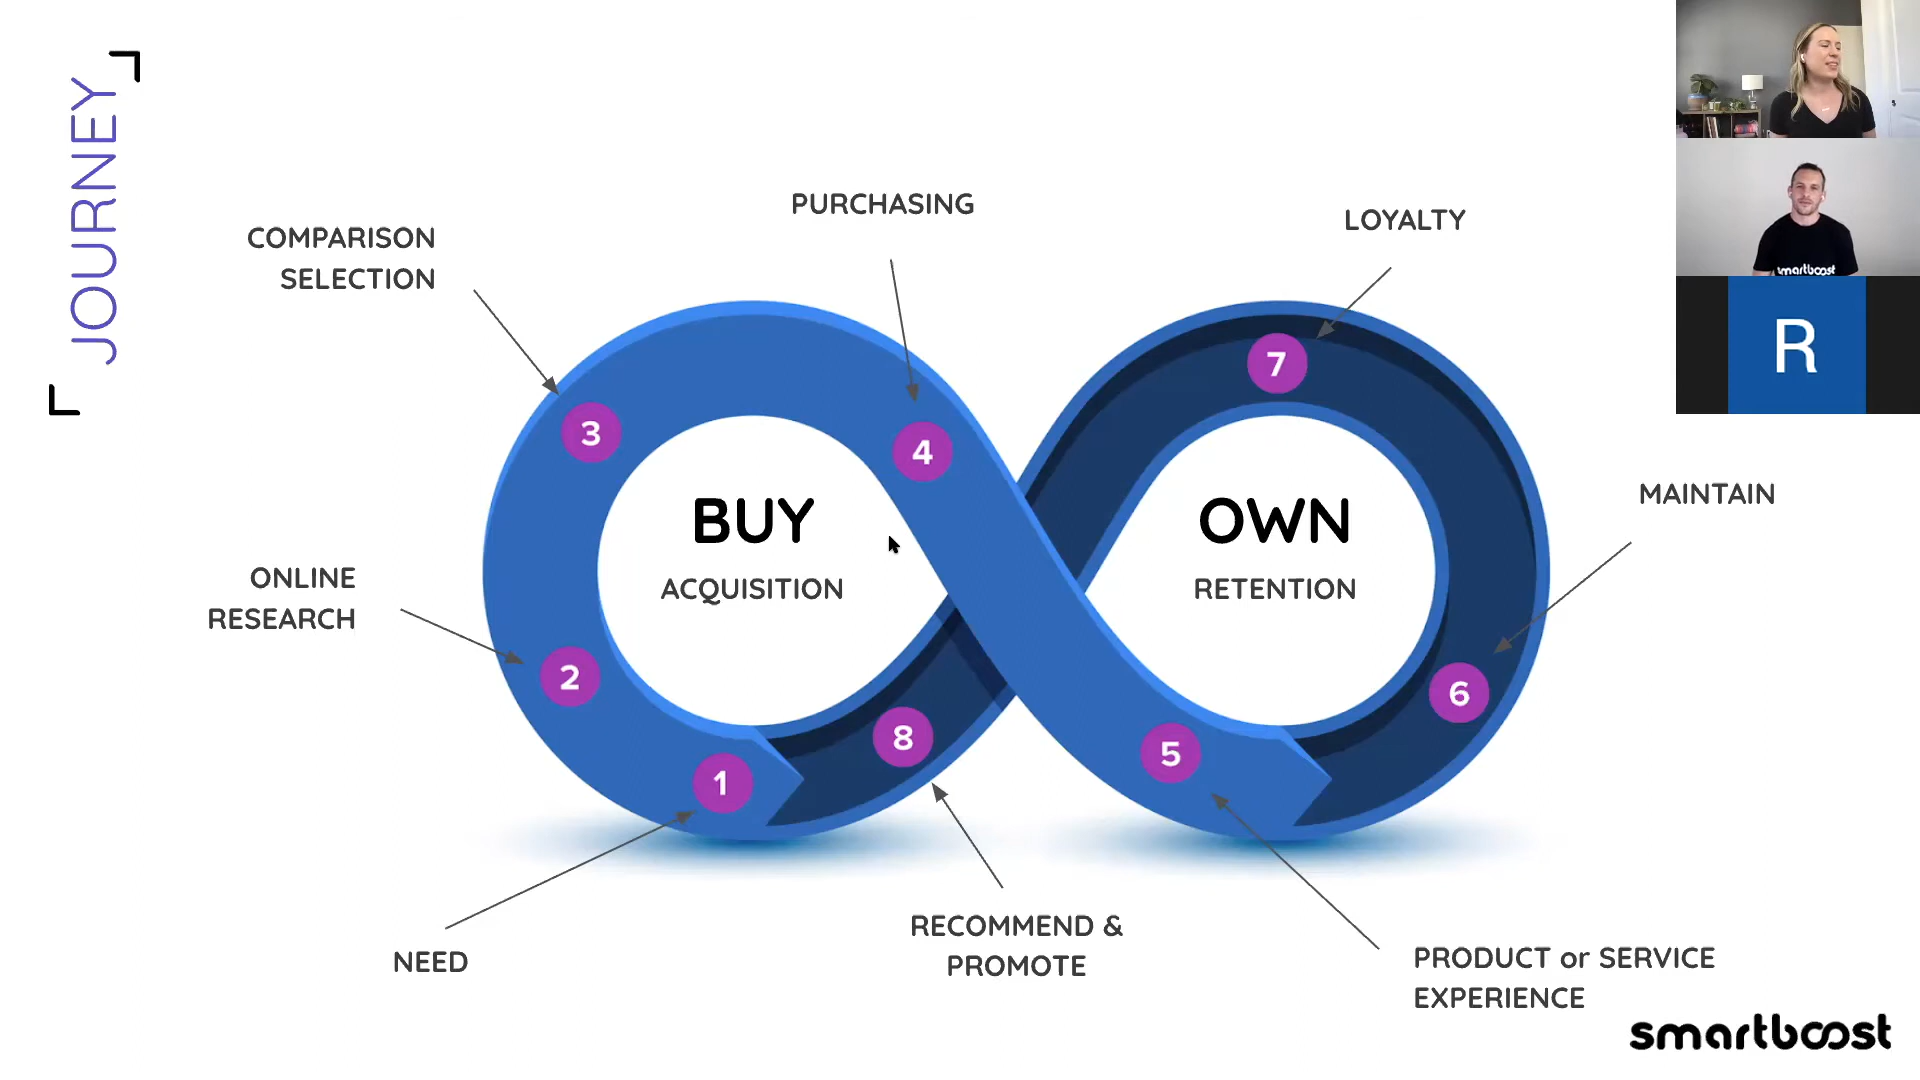 JOURNEY
COMPARISON
SELECTION
PURCHASING
LOYALTY
MAINTAIN
ONLINE
RESEARCH
BUY
ACQUISITION
OWN
RETENTION
1
2
3
4
5
6
7
8
NEED
RECOMMEND &
PROMOTE
PRODUCT or SERVICE
EXPERIENCE
smartboost
smartboost
R